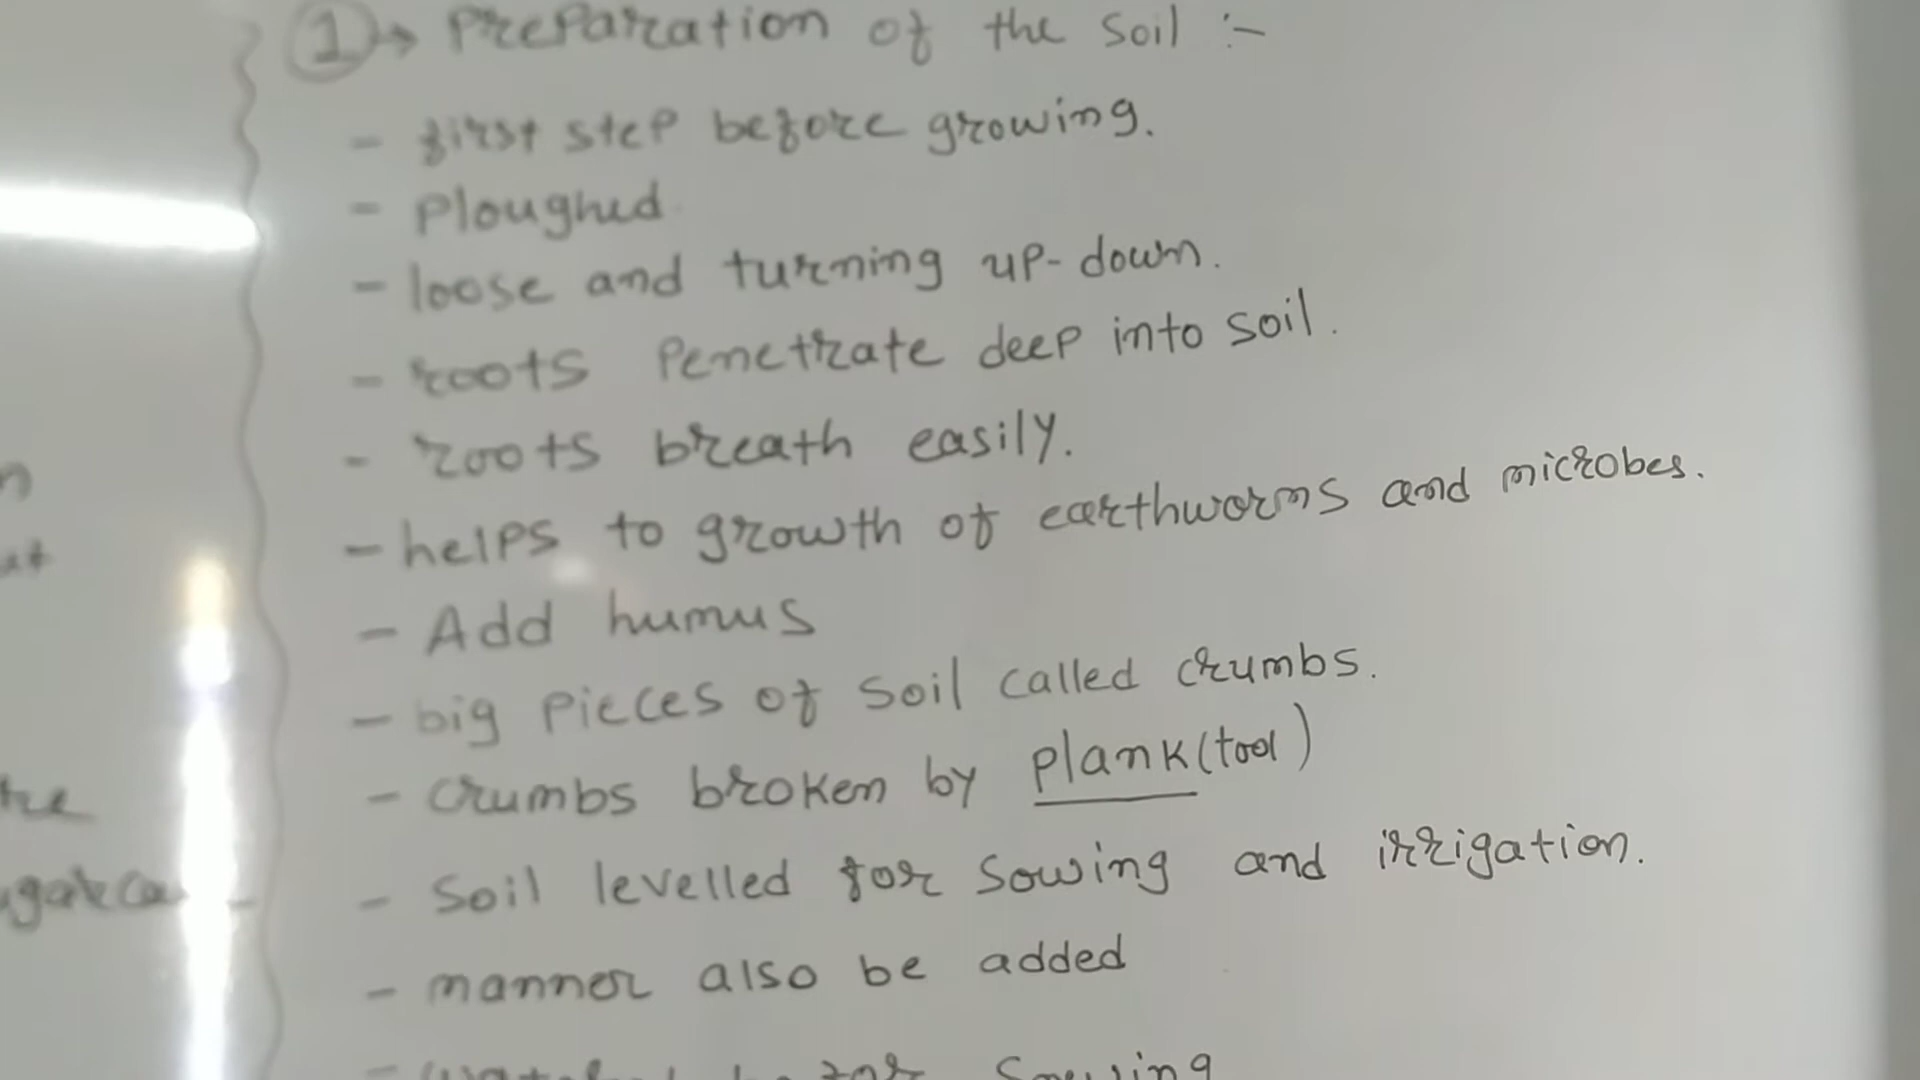 1 → Preparation of the soil :-
- first step before growing.
- Ploughed
- loose and turning up-down.
- roots Penetrate deep into soil.
- roots breath easily.
- helps to growth of earthworms and microbes.
- Add humus
- big pieces of soil called crumbs.
- crumbs broken by plank (tool)
- Soil levelled for sowing and irrigation.
- manner also be added